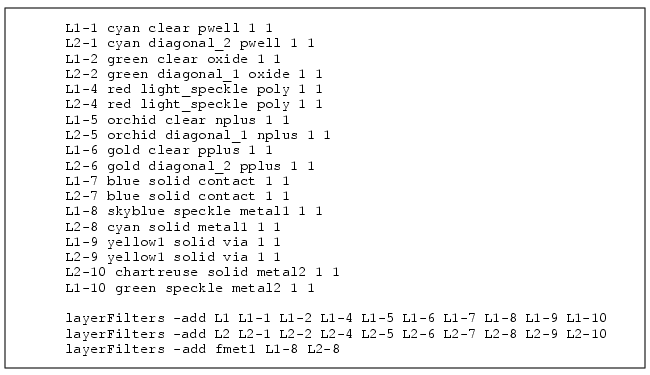 L1-1 cyan clear pwell 1 1
L2-1 cyan diagonal_2 pwell 1 1
L1-2 green clear oxide 1 1
L2-2 green diagonal_1 oxide 1 1
L1-4 red light_speckle poly 1 1
L2-4 red light_speckle poly 1 1
L1-5 orchid clear nplus 1 1
L2-5 orchid diagonal_1 nplus 1 1
L1-6 gold clear pplus 1 1
L2-6 gold diagonal_2 pplus 1 1
L1-7 blue solid contact 1 1
L2-7 blue solid contact 1 1
L1-8 skyblue speckle metal1 1 1
L2-8 cyan solid metal1 1 1
L1-9 yellow1 solid via 1 1
L2-9 yellow1 solid via 1 1
L2-10 chartreuse solid metal2 1 1
L1-10 green speckle metal2 1 1
layerFilters -add L1 L1-1 L1-2 L1-4 L1-5 L1-6 L1-7 L1-8 L1-9 L1-10
layerFilters -add L2 L2-1 L2-2 L2-4 L2-5 L2-6 L2-7 L2-8 L2-9 L2-10
layerFilters -add fmet1 L1-8 L2-8